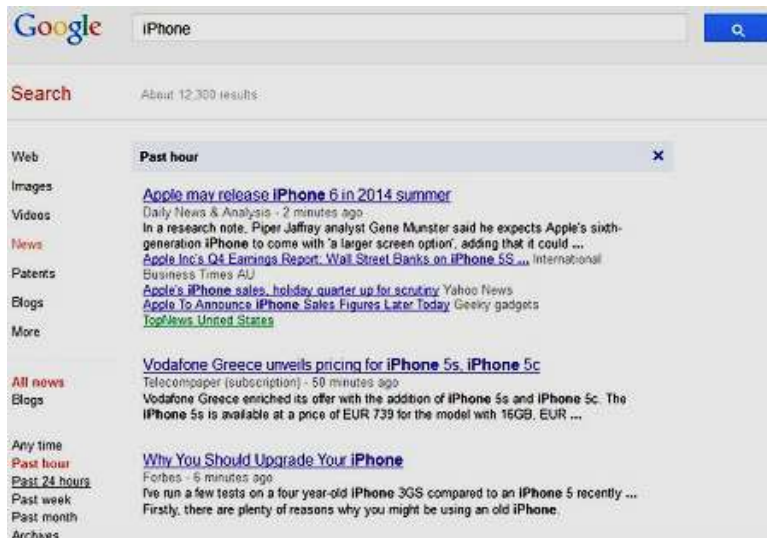 Google
iPhone
Search
About 12,300 results
Web
Images
Videos
News
Patents
Blogs
More
All news
Blogs
Any time
Past hour
Past 24 hours
Past week
Past month
Archives
Past hour
×
Apple may release iPhone 6 in 2014 summer
Daily News & Analysis - 2 minutes ago
In a research note, Piper Jaffray analyst Gene Munster said he expects Apple's sixth-
generation iPhone to come with 'a larger screen option', adding that it could ...
Apple Inc's Q4 Earnings Report: Wall Street Banks on iPhone 5S ... International
Business Times AU
Apple's iPhone sales, holiday quarter up for scrutiny Yahoo News
Apple To Announce iPhone Sales Figures Later Today Geeky gadgets
TopNews United States
Vodafone Greece unveils pricing for iPhone 5s, iPhone 5c
Telecompaper (subscription) - 50 minutes ago
Vodafone Greece enriched its offer with the addition of iPhone 5s and iPhone 5c. The
iPhone 5s is available at a price of EUR 739 for the model with 16GB, EUR ...
Why You Should Upgrade Your iPhone
Forbes - 6 minutes ago
I've run a few tests on a four year-old iPhone 3GS compared to an iPhone 5 recently ...
Firstly, there are plenty of reasons why you might be using an old iPhone.